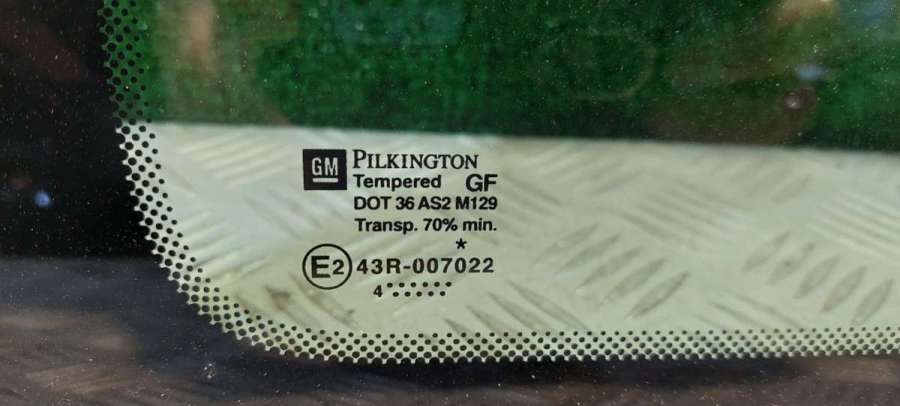 GM PILKINGTON
Tempered GF
DOT 36 AS2 M129
Transp. 70% min.
*
E2 43R-007022
4